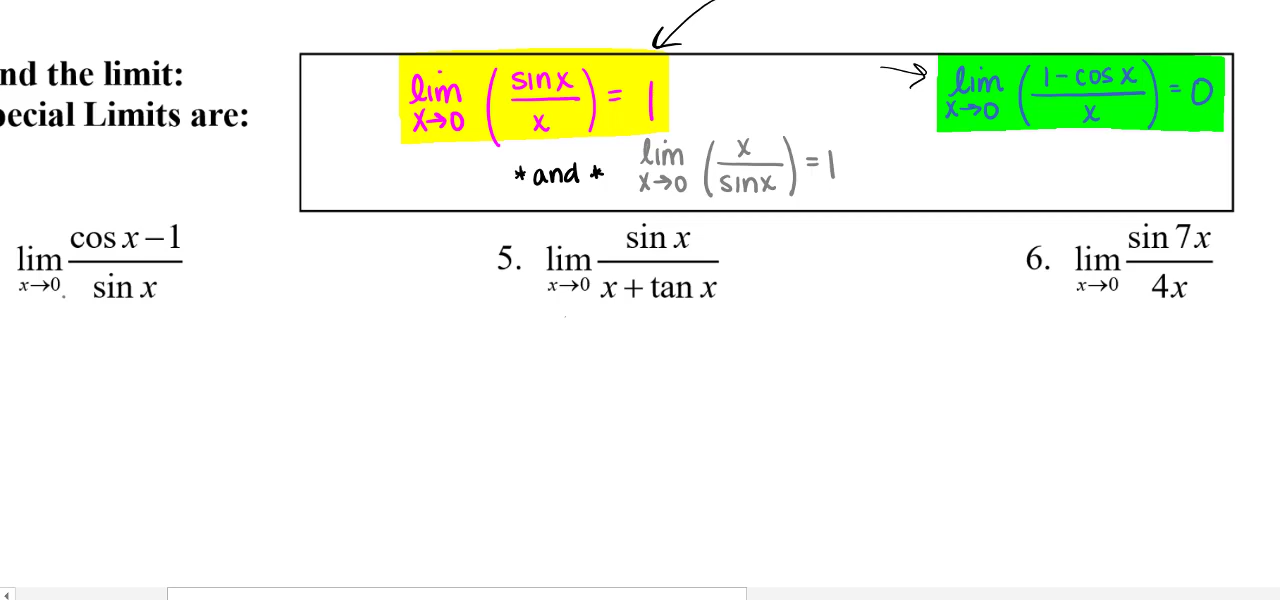 nd the limit:
lim x→0 (sin x / x) = 1
lim x→0 (1 - cos x / x) = 0
pecial Limits are:
*and* lim x→0 (x / sin x) = 1
lim x→0 cos x − 1 / sin x
5. lim x→0 sin x / x + tan x
6. lim x→0 sin 7x / 4x